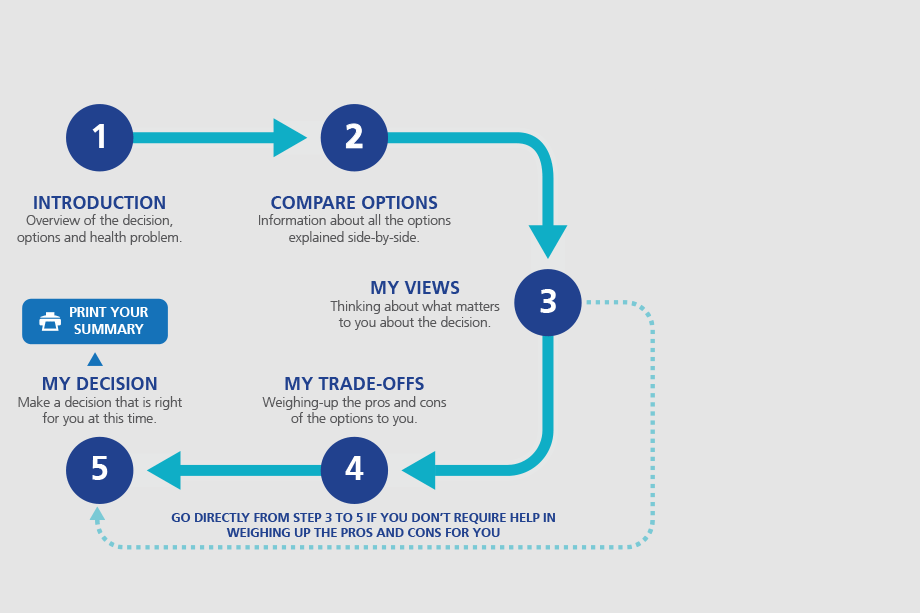 1
2
INTRODUCTION
Overview of the decision,
options and health problem.
COMPARE OPTIONS
Information about all the options
explained side-by-side.
MY VIEWS
Thinking about what matters
to you about the decision.
3
PRINT YOUR
SUMMARY
MY DECISION
Make a decision that is right
for you at this time.
MY TRADE-OFFS
Weighing-up the pros and cons
of the options to you.
5
4
GO DIRECTLY FROM STEP 3 TO 5 IF YOU DON'T REQUIRE HELP IN
WEIGHING UP THE PROS AND CONS FOR YOU